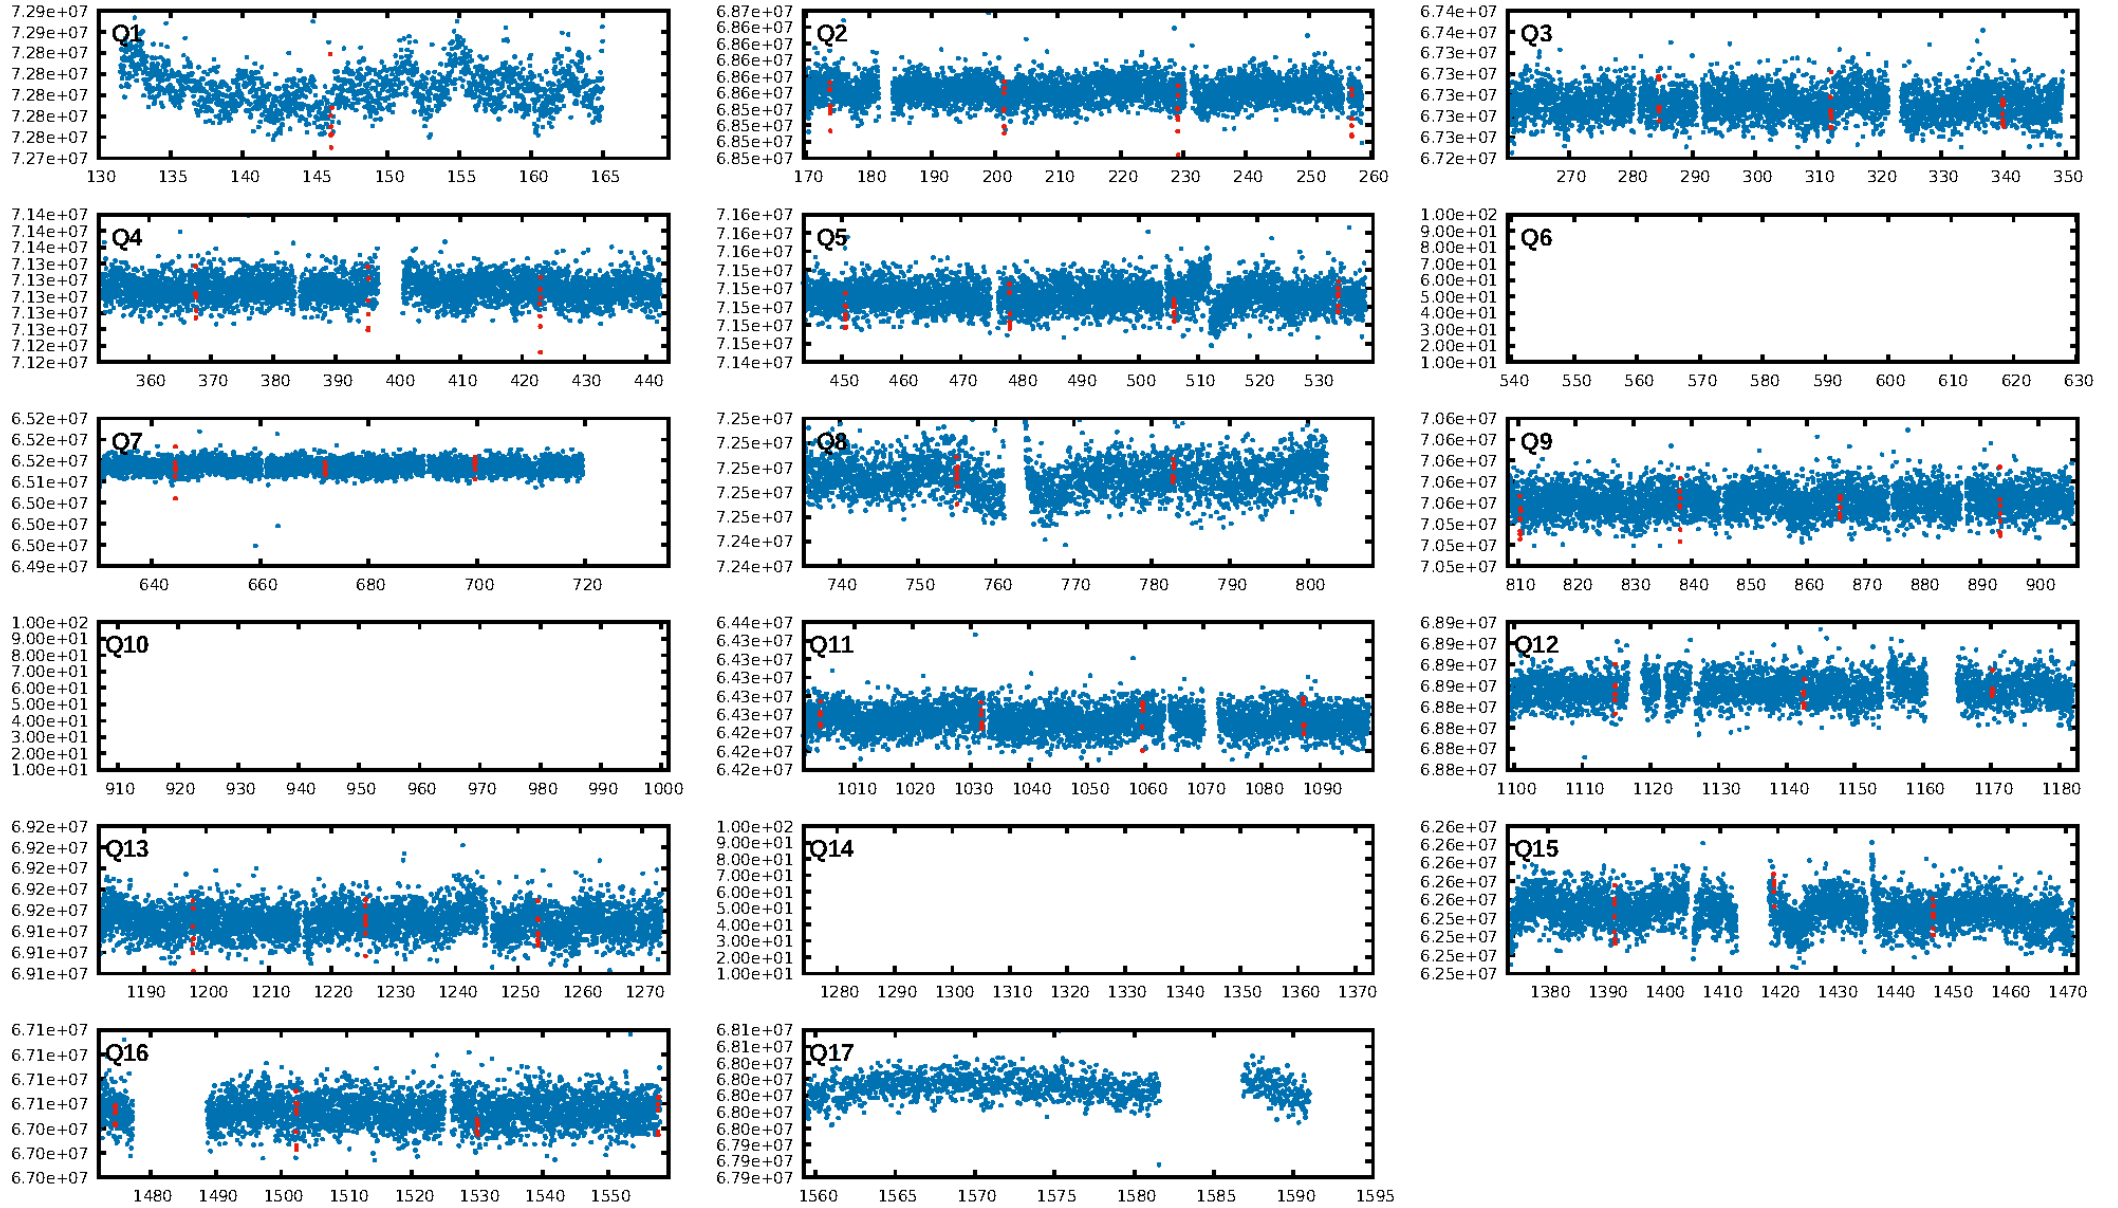 Q1
7.29e+07
7.29e+07
7.28e+07
7.28e+07
7.28e+07
7.28e+07
7.28e+07
7.27e+07
130 135 140 145 150 155 160 165
Q2
6.87e+07
6.86e+07
6.86e+07
6.86e+07
6.86e+07
6.86e+07
6.85e+07
6.85e+07
6.85e+07
6.85e+07
170 180 190 200 210 220 230 240 250 260
Q3
6.74e+07
6.74e+07
6.73e+07
6.73e+07
6.73e+07
6.73e+07
6.73e+07
6.72e+07
270 280 290 300 310 320 330 340 350
Q4
7.14e+07
7.14e+07
7.14e+07
7.13e+07
7.13e+07
7.13e+07
7.13e+07
7.13e+07
7.12e+07
7.12e+07
360 370 380 390 400 410 420 430 440
Q5
7.16e+07
7.16e+07
7.16e+07
7.15e+07
7.15e+07
7.15e+07
7.15e+07
7.15e+07
7.14e+07
450 460 470 480 490 500 510 520 530
Q6
1.00e+02
9.00e+01
8.00e+01
7.00e+01
6.00e+01
5.00e+01
4.00e+01
3.00e+01
2.00e+01
1.00e+01
540 550 560 570 580 590 600 610 620 630
Q7
6.52e+07
6.52e+07
6.52e+07
6.51e+07
6.50e+07
6.50e+07
6.50e+07
6.49e+07
640 660 680 700 720
Q8
7.25e+07
7.25e+07
7.25e+07
7.25e+07
7.25e+07
7.24e+07
7.24e+07
740 750 760 770 780 790 800
Q9
7.06e+07
7.06e+07
7.06e+07
7.06e+07
7.06e+07
7.05e+07
7.05e+07
7.05e+07
810 820 830 840 850 860 870 880 890 900
Q10
1.00e+02
9.00e+01
8.00e+01
7.00e+01
6.00e+01
5.00e+01
4.00e+01
3.00e+01
2.00e+01
1.00e+01
910 920 930 940 950 960 970 980 990 1000
Q11
6.44e+07
6.43e+07
6.43e+07
6.43e+07
6.43e+07
6.43e+07
6.42e+07
6.42e+07
6.42e+07
1010 1020 1030 1040 1050 1060 1070 1080 1090
Q12
6.89e+07
6.89e+07
6.89e+07
6.89e+07
6.88e+07
6.88e+07
6.88e+07
6.88e+07
1100 1110 1120 1130 1140 1150 1160 1170 1180
Q13
6.92e+07
6.92e+07
6.92e+07
6.92e+07
6.92e+07
6.91e+07
6.91e+07
6.91e+07
1190 1200 1210 1220 1230 1240 1250 1260 1270
Q14
1.00e+02
9.00e+01
8.00e+01
7.00e+01
6.00e+01
5.00e+01
4.00e+01
3.00e+01
2.00e+01
1.00e+01
1280 1290 1300 1310 1320 1330 1340 1350 1360 1370
Q15
6.26e+07
6.26e+07
6.26e+07
6.26e+07
6.26e+07
6.25e+07
6.25e+07
6.25e+07
6.25e+07
1380 1390 1400 1410 1420 1430 1440 1450 1460 1470
Q16
6.71e+07
6.71e+07
6.71e+07
6.71e+07
6.70e+07
6.70e+07
6.70e+07
1480 1490 1500 1510 1520 1530 1540 1550
Q17
6.81e+07
6.81e+07
6.80e+07
6.80e+07
6.80e+07
6.80e+07
6.79e+07
6.79e+07
6.79e+07
1560 1565 1570 1575 1580 1585 1590 1595